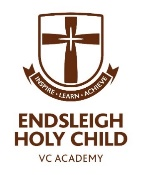 INSPIRE • LEARN • ACHIEVE
ENDSLEIGH
HOLY CHILD
VC ACADEMY